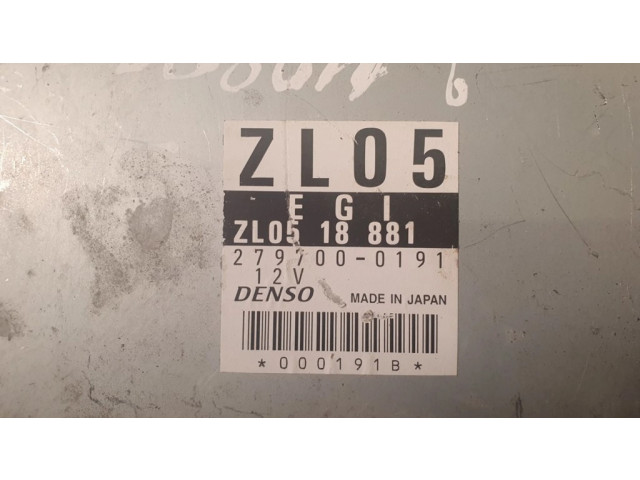 ZL05
EGI
ZL05 18 881
279700-0191
12V
DENSO MADE IN JAPAN
*000191B*